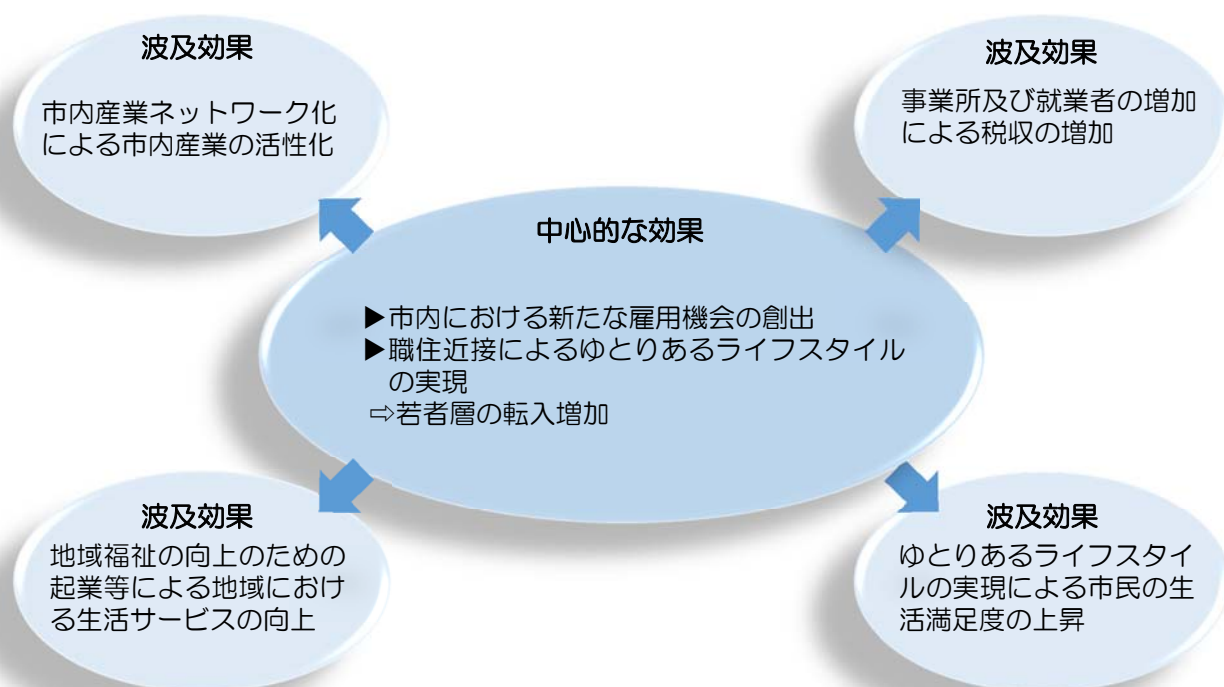 波及効果
市内産業ネットワーク化
による市内産業の活性化
波及効果
事業所及び就業者の増加
による税収の増加
中心的な効果
▶市内における新たな雇用機会の創出
▶職住近接によるゆとりあるライフスタイル
の実現
⇨若者層の転入増加
波及効果
地域福祉の向上のための
起業等による地域におけ
る生活サービスの向上
波及効果
ゆとりあるライフスタイ
ルの実現による市民の生
活満足度の上昇